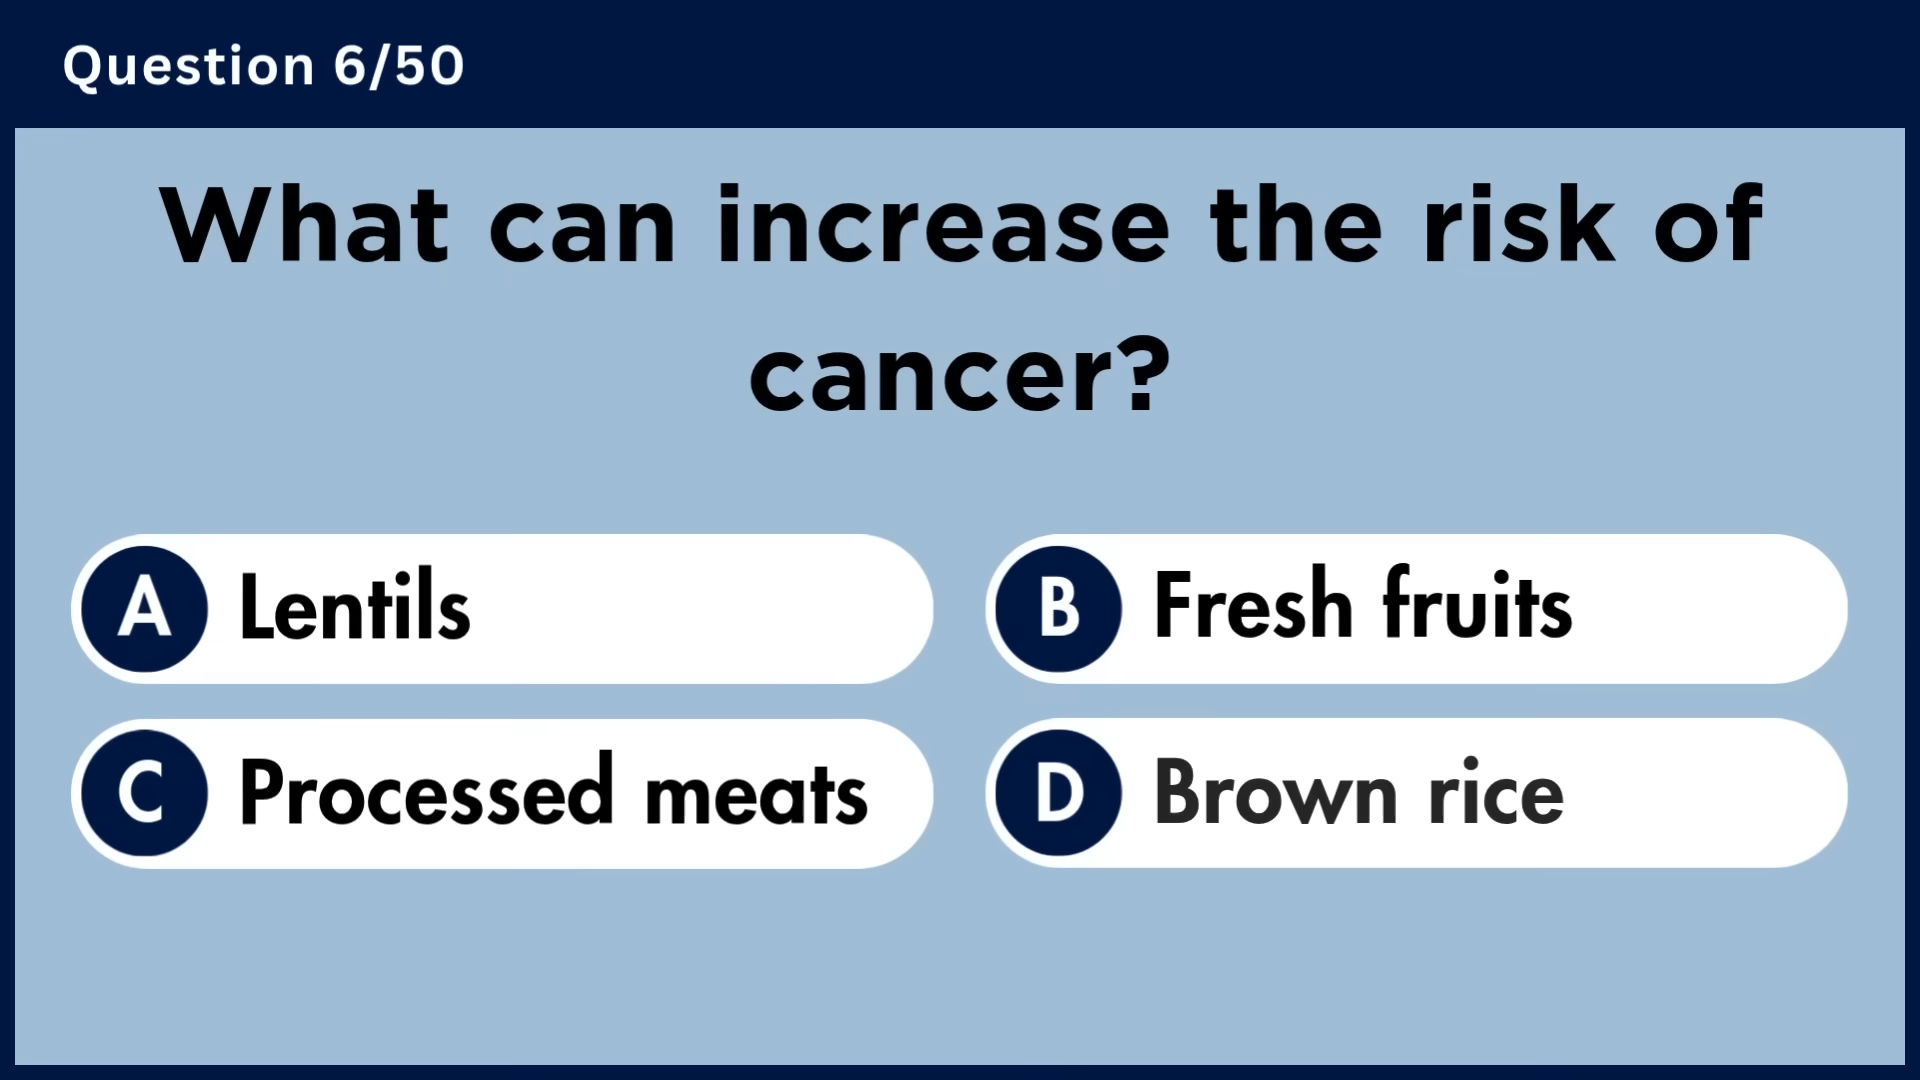 Question 6/50
What can increase the risk of
cancer?
A Lentils
B Fresh fruits
C Processed meats
D Brown rice